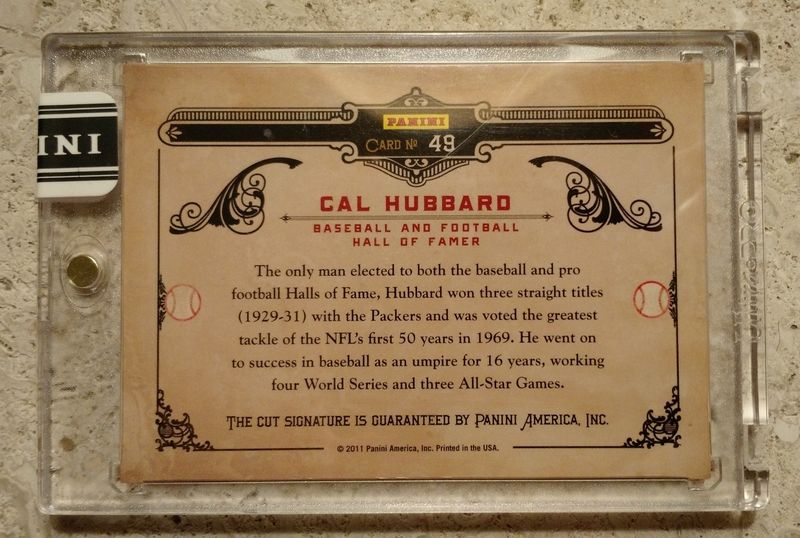 INI
PANINI
CARD Nº 49
CAL HUBBARD
BASEBALL AND FOOTBALL
HALL OF FAMER
The only man elected to both the baseball and pro
football Halls of Fame, Hubbard won three straight titles
(1929-31) with the Packers and was voted the greatest
tackle of the NFL's first 50 years in 1969. He went on
to success in baseball as an umpire for 16 years, working
four World Series and three All-Star Games.
THE CUT SIGNATURE IS GUARANTEED BY PANINI AMERICA, INC.
© 2011 Panini America, Inc. Printed in the USA.